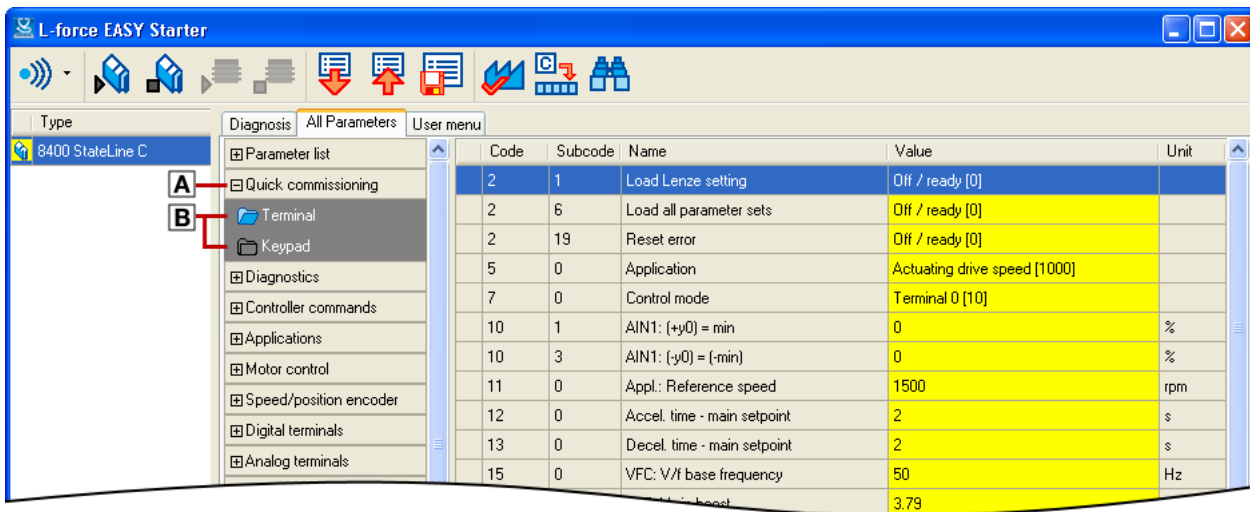 L-force EASY Starter
Type
8400 StateLine C
Diagnosis All Parameters User menu
Parameter list
A Quick commissioning
B Terminal
Keypad
Diagnostics
Controller commands
Applications
Motor control
Speed/position encoder
Digital terminals
Analog terminals
Code Subcode Name Value Unit
2 1 Load Lenze setting Off / ready [0]
2 6 Load all parameter sets Off / ready [0]
2 19 Reset error Off / ready [0]
5 0 Application Actuating drive speed [1000]
7 0 Control mode Terminal 0 [10]
10 1 AIN1: (+y0) = min 0 %
10 3 AIN1: (-y0) = (-min) 0 %
11 0 Appl.: Reference speed 1500 rpm
12 0 Accel. time - main setpoint 2 s
13 0 Decel. time - main setpoint 2 s
15 0 VFC: V/f base frequency 50 Hz
boost 3.79